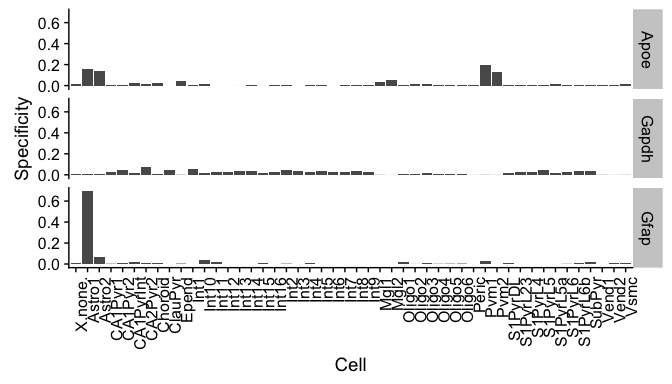 0.6
0.4
0.2
0.0
Apoe
0.6
0.4
0.2
0.0
Gapdh
0.6
0.4
0.2
0.0
Gfap
Specificity
X.none.
Astro1
Astro2
CA1Pyr1
CA1Pyr2
CA1PyrInt
CA2Pyr2
Choroid
ClauPyr
Epend
Int1
Int10
Int11
Int12
Int13
Int14
Int15
Int16
Int2
Int3
Int4
Int5
Int6
Int7
Int8
Int9
Mgl1
Mgl2
Oligo1
Oligo2
Oligo3
Oligo4
Oligo5
Oligo6
Peric
Pvm1
Pvm2
S1PyrDL
S1PyrL23
S1PyrL4
S1PyrL5
S1PyrL5a
S1PyrL6
S1PyrL6b
SubPyr
Vend1
Vend2
Vsmc
Cell